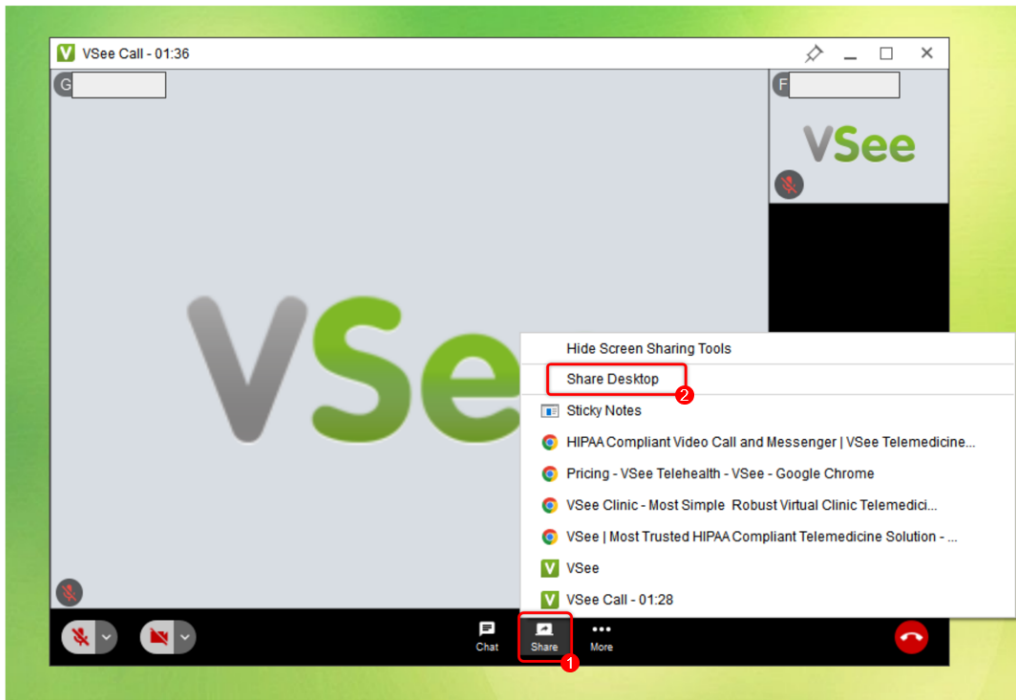 VSee Call - 01:36
G
F
VSee
VSe
Hide Screen Sharing Tools
Share Desktop
2
Sticky Notes
HIPAA Compliant Video Call and Messenger | VSee Telemedicine...
Pricing - VSee Telehealth - VSee - Google Chrome
VSee Clinic - Most Simple Robust Virtual Clinic Telemedici...
VSee | Most Trusted HIPAA Compliant Telemedicine Solution - ...
VSee
VSee Call - 01:28
Chat
Share
More
1